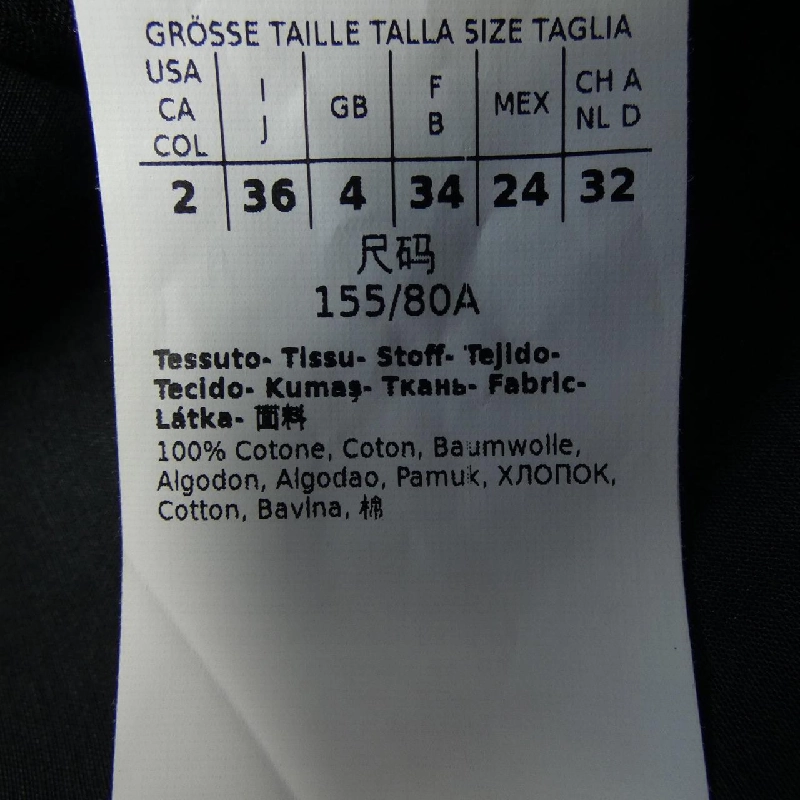 GRÖSSE TAILLE TALLA SIZE TAGLIA
USA CA COL | I J | GB | F B | MEX | CH A NL D
2 | 36 | 4 | 34 | 24 | 32
尺码
155/80A
Tessuto- Tissu- Stoff- Tejido-
Tecido- Kumaş- Ткань- Fabric-
Látka- 面料
100% Cotone, Coton, Baumwolle,
Algodon, Algodao, Pamuk, ХЛОПОК,
Cotton, Bavlna, 棉